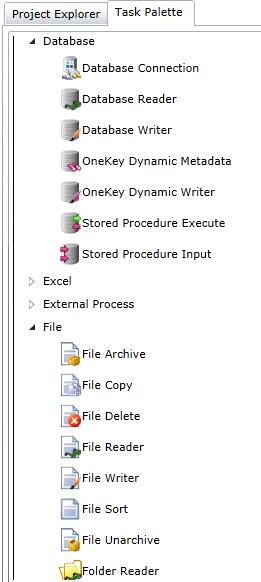 Project Explorer Task Palette
Database
Database Connection
Database Reader
Database Writer
OneKey Dynamic Metadata
OneKey Dynamic Writer
Stored Procedure Execute
Stored Procedure Input
Excel
External Process
File
File Archive
File Copy
File Delete
File Reader
File Writer
File Sort
File Unarchive
Folder Reader